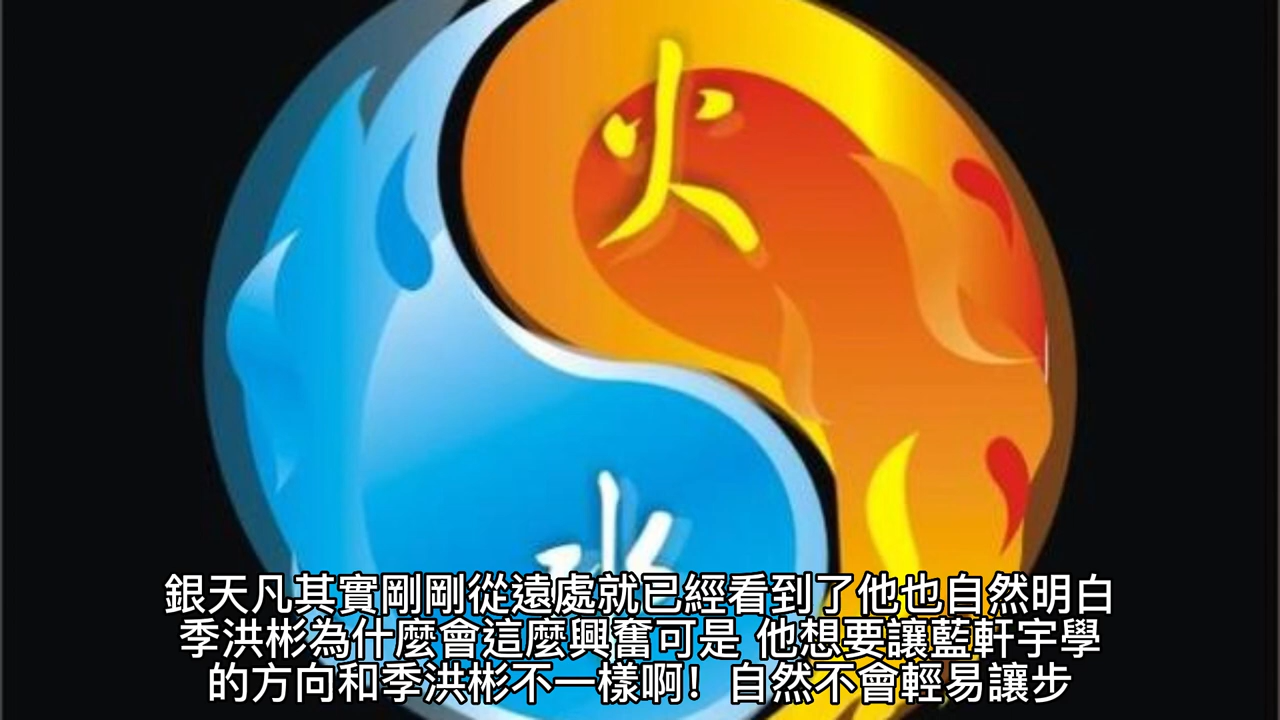 火
水
銀天凡其實剛剛從遠處就已經看到了他也自然明白
季洪彬為什麼會這麼興奮可是 他想要讓藍軒宇學
的方向和季洪彬不一樣啊！自然不會輕易讓步